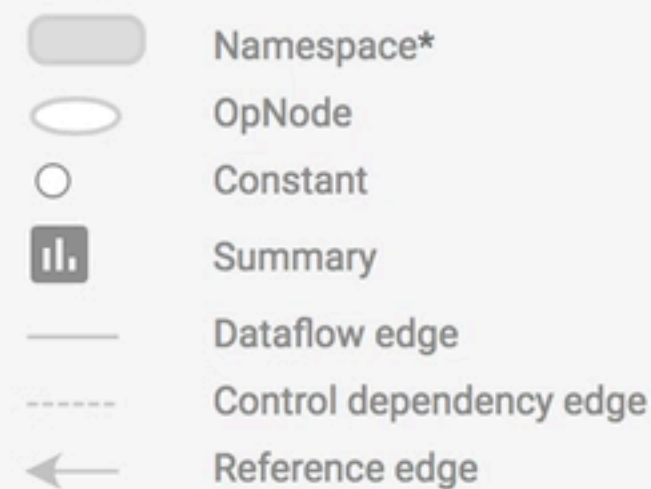 Namespace*
OpNode
Constant
Summary
Dataflow edge
Control dependency edge
Reference edge